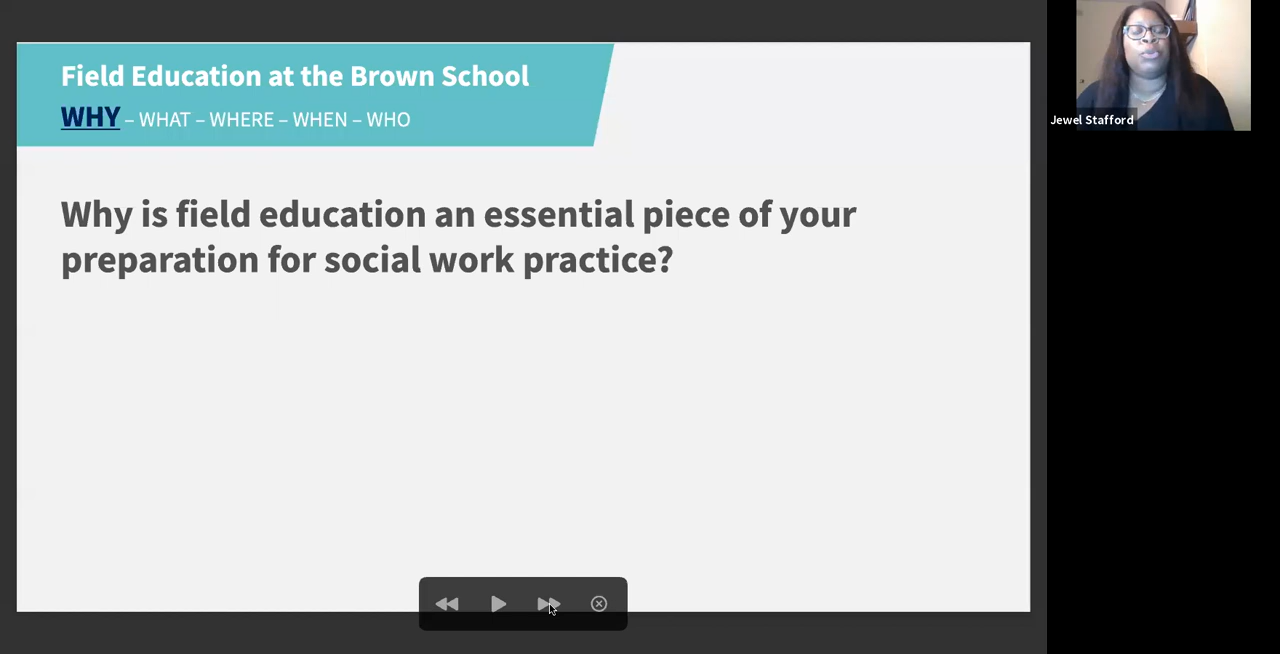 Field Education at the Brown School
WHY – WHAT – WHERE – WHEN – WHO
Why is field education an essential piece of your
preparation for social work practice?
Jewel Stafford